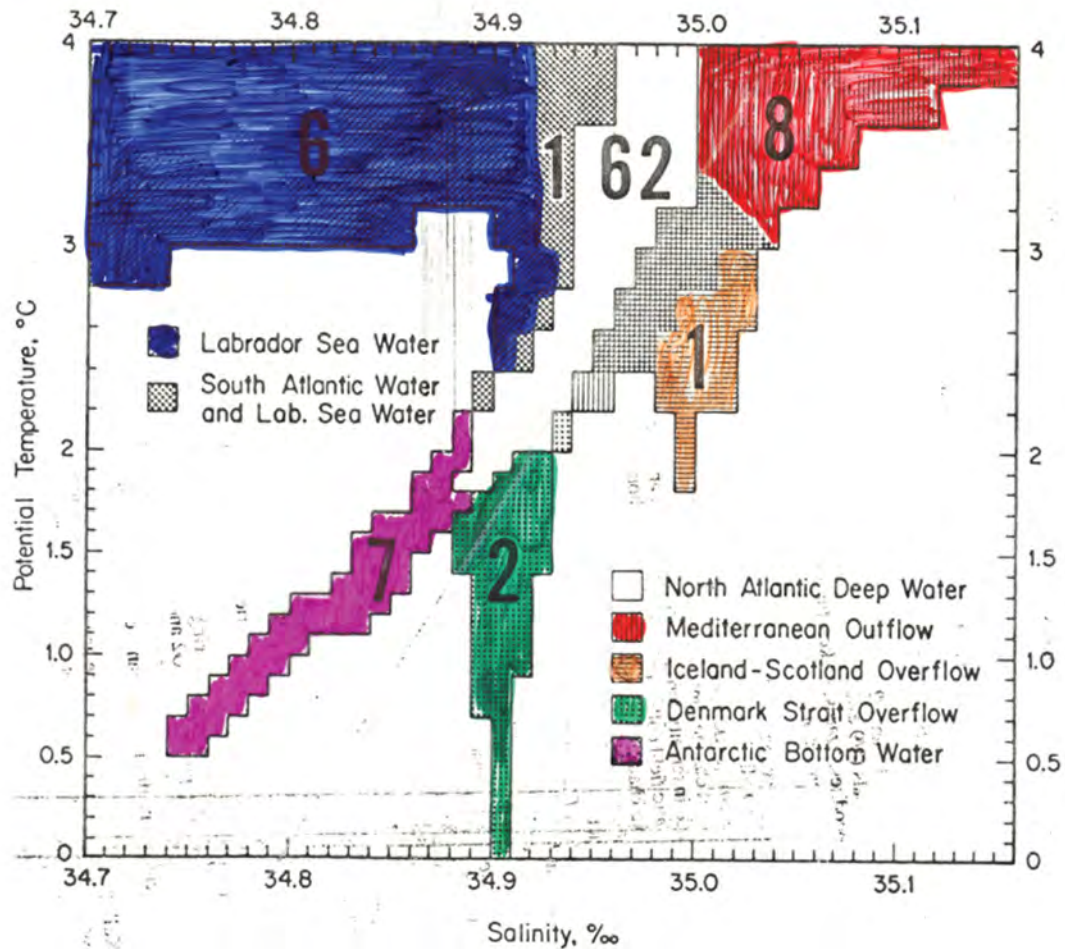 34.7 34.8 34.9 35.0 35.1
4 4
6 1 62 8
3 3
Labrador Sea Water
South Atlantic Water
and Lab. Sea Water
1
Potential Temperature, °C
2 2
1.5 7 2 1.5
North Atlantic Deep Water
Mediterranean Outflow
1.0 Iceland-Scotland Overflow 1.0
Denmark Strait Overflow
0.5 Antarctic Bottom Water 0.5
0 0
34.7 34.8 34.9 35.0 35.1
Salinity, ‰